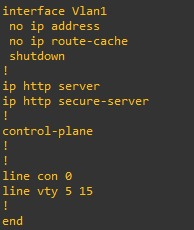 interface Vlan1
 no ip address
 no ip route-cache
 shutdown
!
ip http server
ip http secure-server
!
control-plane
!
!
line con 0
line vty 5 15
!
end